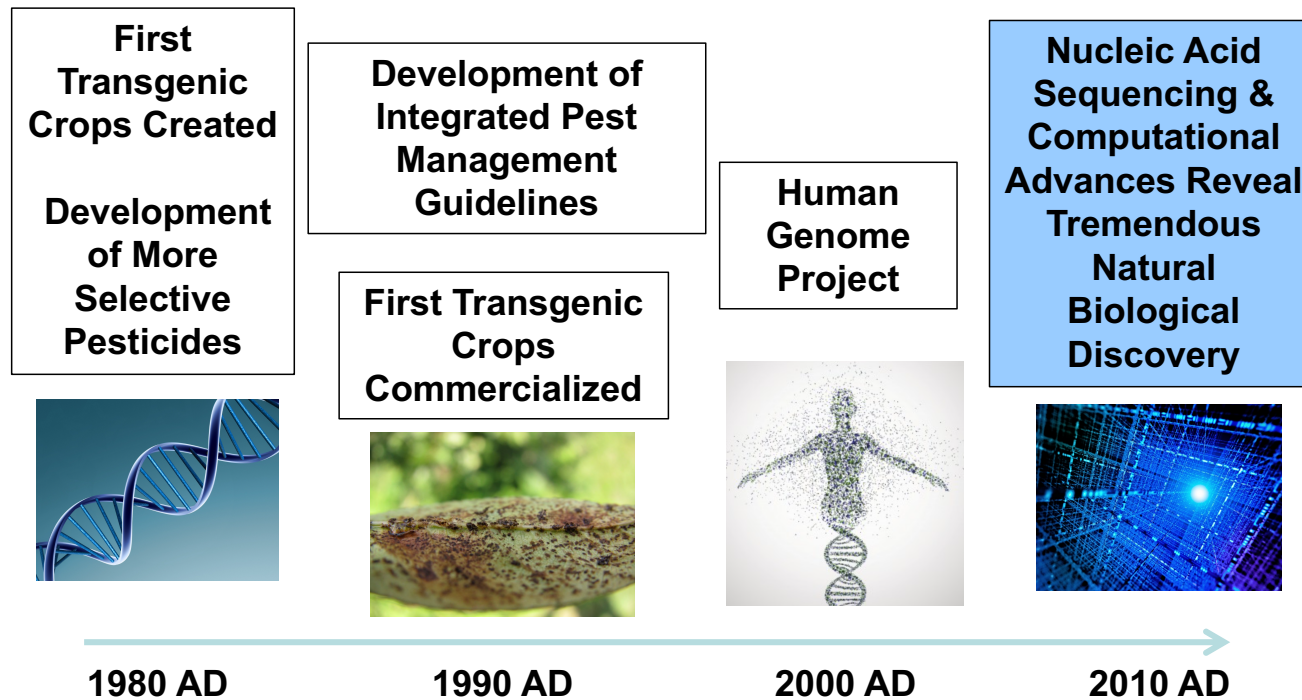 First
Transgenic
Crops Created
Development
of More
Selective
Pesticides
Development of
Integrated Pest
Management
Guidelines
First Transgenic
Crops
Commercialized
Human
Genome
Project
Nucleic Acid
Sequencing &
Computational
Advances Reveal
Tremendous
Natural
Biological
Discovery
1980 AD
1990 AD
2000 AD
2010 AD